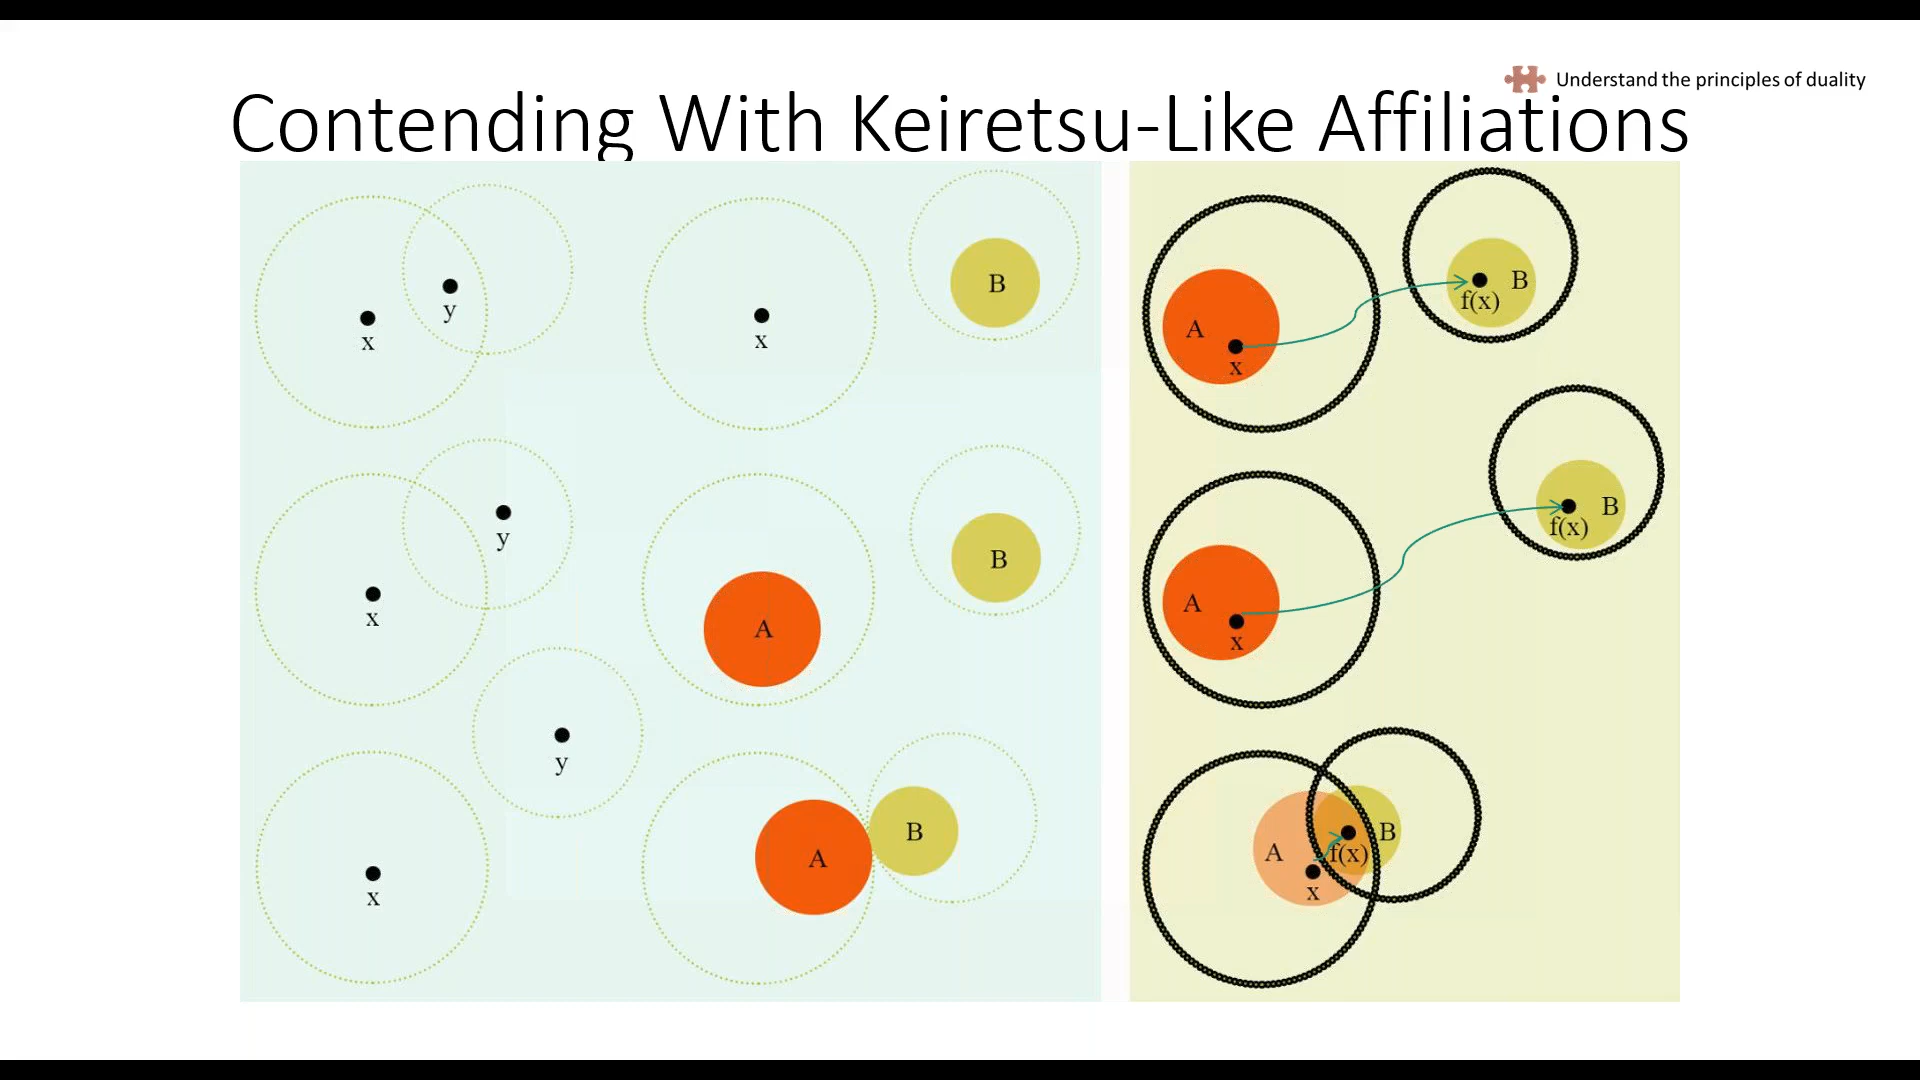 Understand the principles of duality
Contending With Keiretsu-Like Affiliations
y
x
x
B
y
x
A
B
y
x
A
B
A
x
f(x)
B
A
x
f(x)
B
A
x
f(x)
B